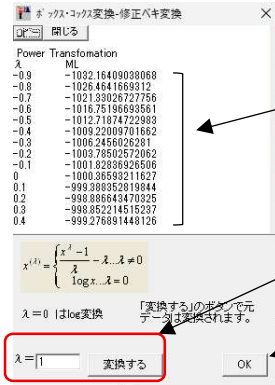 ボックス・コックス変換-修正ベキ変換
コピー 閉じる
Power Transfomation
λ ML
-0.9 -1032.16409038068
-0.8 -1026.4641669312
-0.7 -1021.33026727756
-0.6 -1016.75196693561
-0.5 -1012.71874722983
-0.4 -1009.22009701662
-0.3 -1006.2456026281
-0.2 -1003.78502572062
-0.1 -1001.82836926506
0 -1000.36593211627
0.1 -999.388352819844
0.2 -998.886643470325
0.3 -998.852214515237
0.4 -999.276891448126
x^(λ) = { x^λ - 1 / λ ... λ ≠ 0
log x ... λ = 0
λ = 0 はlog変換 「変換する」のボタンで元データは変換されます。
λ = 1 変換する OK